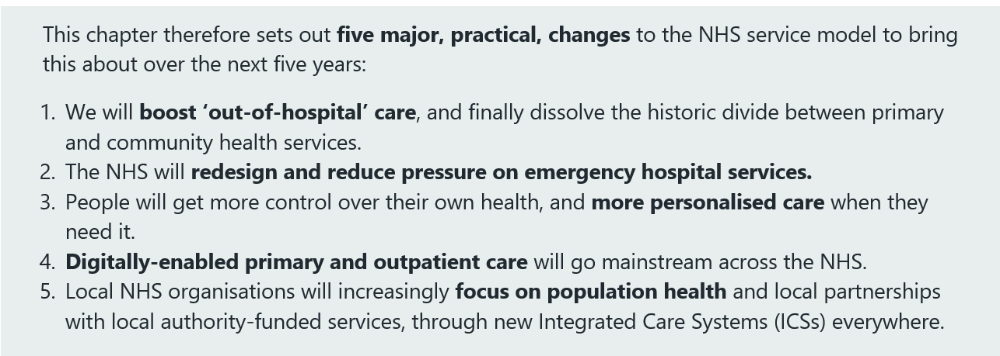 This chapter therefore sets out five major, practical, changes to the NHS service model to bring
this about over the next five years:
1. We will boost ‘out-of-hospital’ care, and finally dissolve the historic divide between primary
and community health services.
2. The NHS will redesign and reduce pressure on emergency hospital services.
3. People will get more control over their own health, and more personalised care when they
need it.
4. Digitally-enabled primary and outpatient care will go mainstream across the NHS.
5. Local NHS organisations will increasingly focus on population health and local partnerships
with local authority-funded services, through new Integrated Care Systems (ICSs) everywhere.